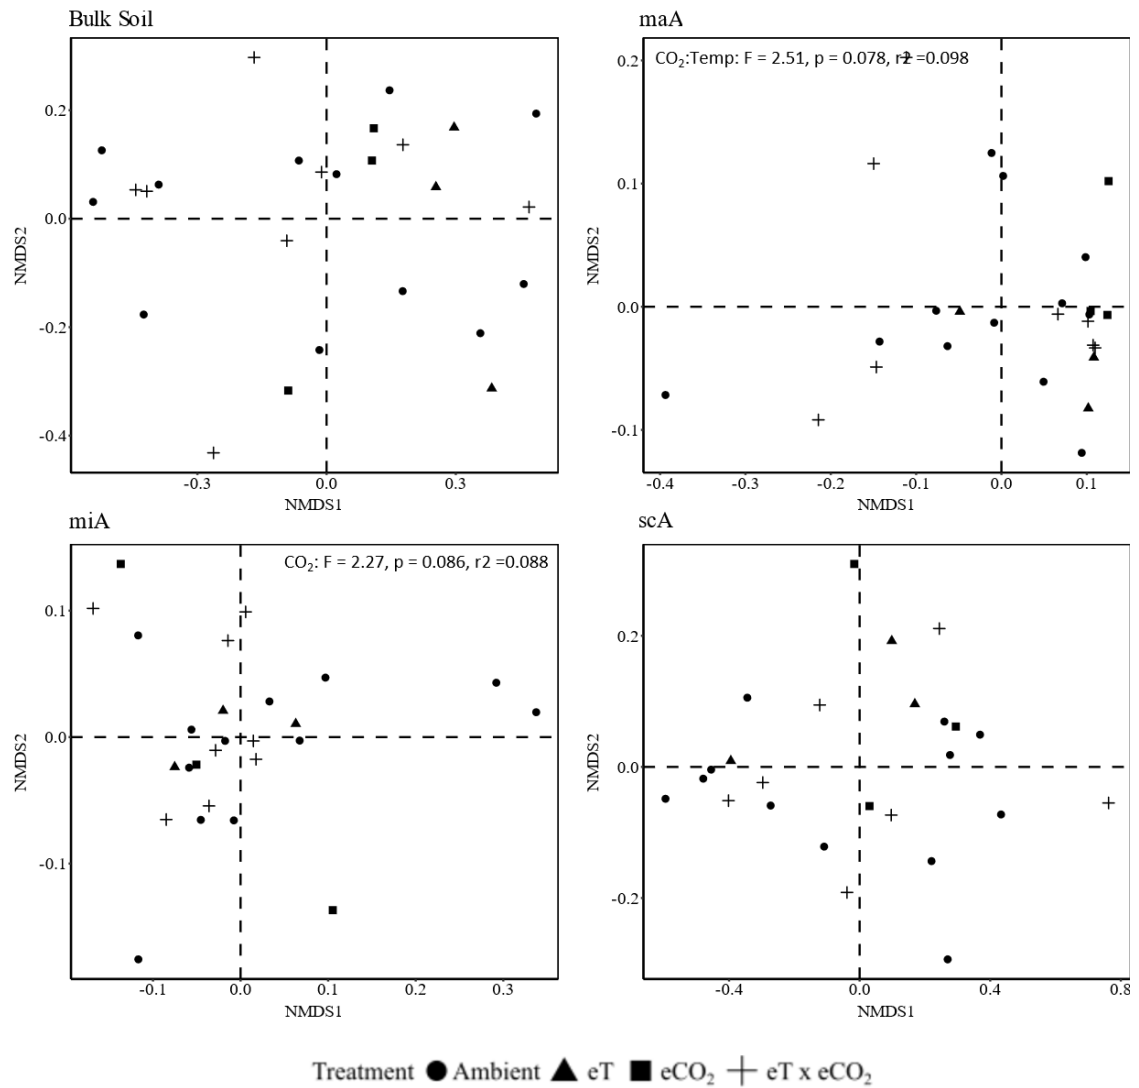 Bulk Soil
0.2
0.0
-0.2
-0.4
NMDS2
-0.3
0.0
0.3
NMDS1
maA
CO₂:Temp: F = 2.51, p = 0.078, r2 =0.098
0.2
0.1
0.0
-0.1
NMDS2
-0.4
-0.3
-0.2
-0.1
0.0
0.1
NMDS1
miA
CO₂: F = 2.27, p = 0.086, r2 =0.088
0.1
0.0
-0.1
NMDS2
-0.1
0.0
0.1
0.2
0.3
NMDS1
scA
0.2
0.0
-0.2
NMDS2
-0.4
0.0
0.4
0.8
NMDS1
Treatment Ambient eT eCO₂ eT x eCO₂